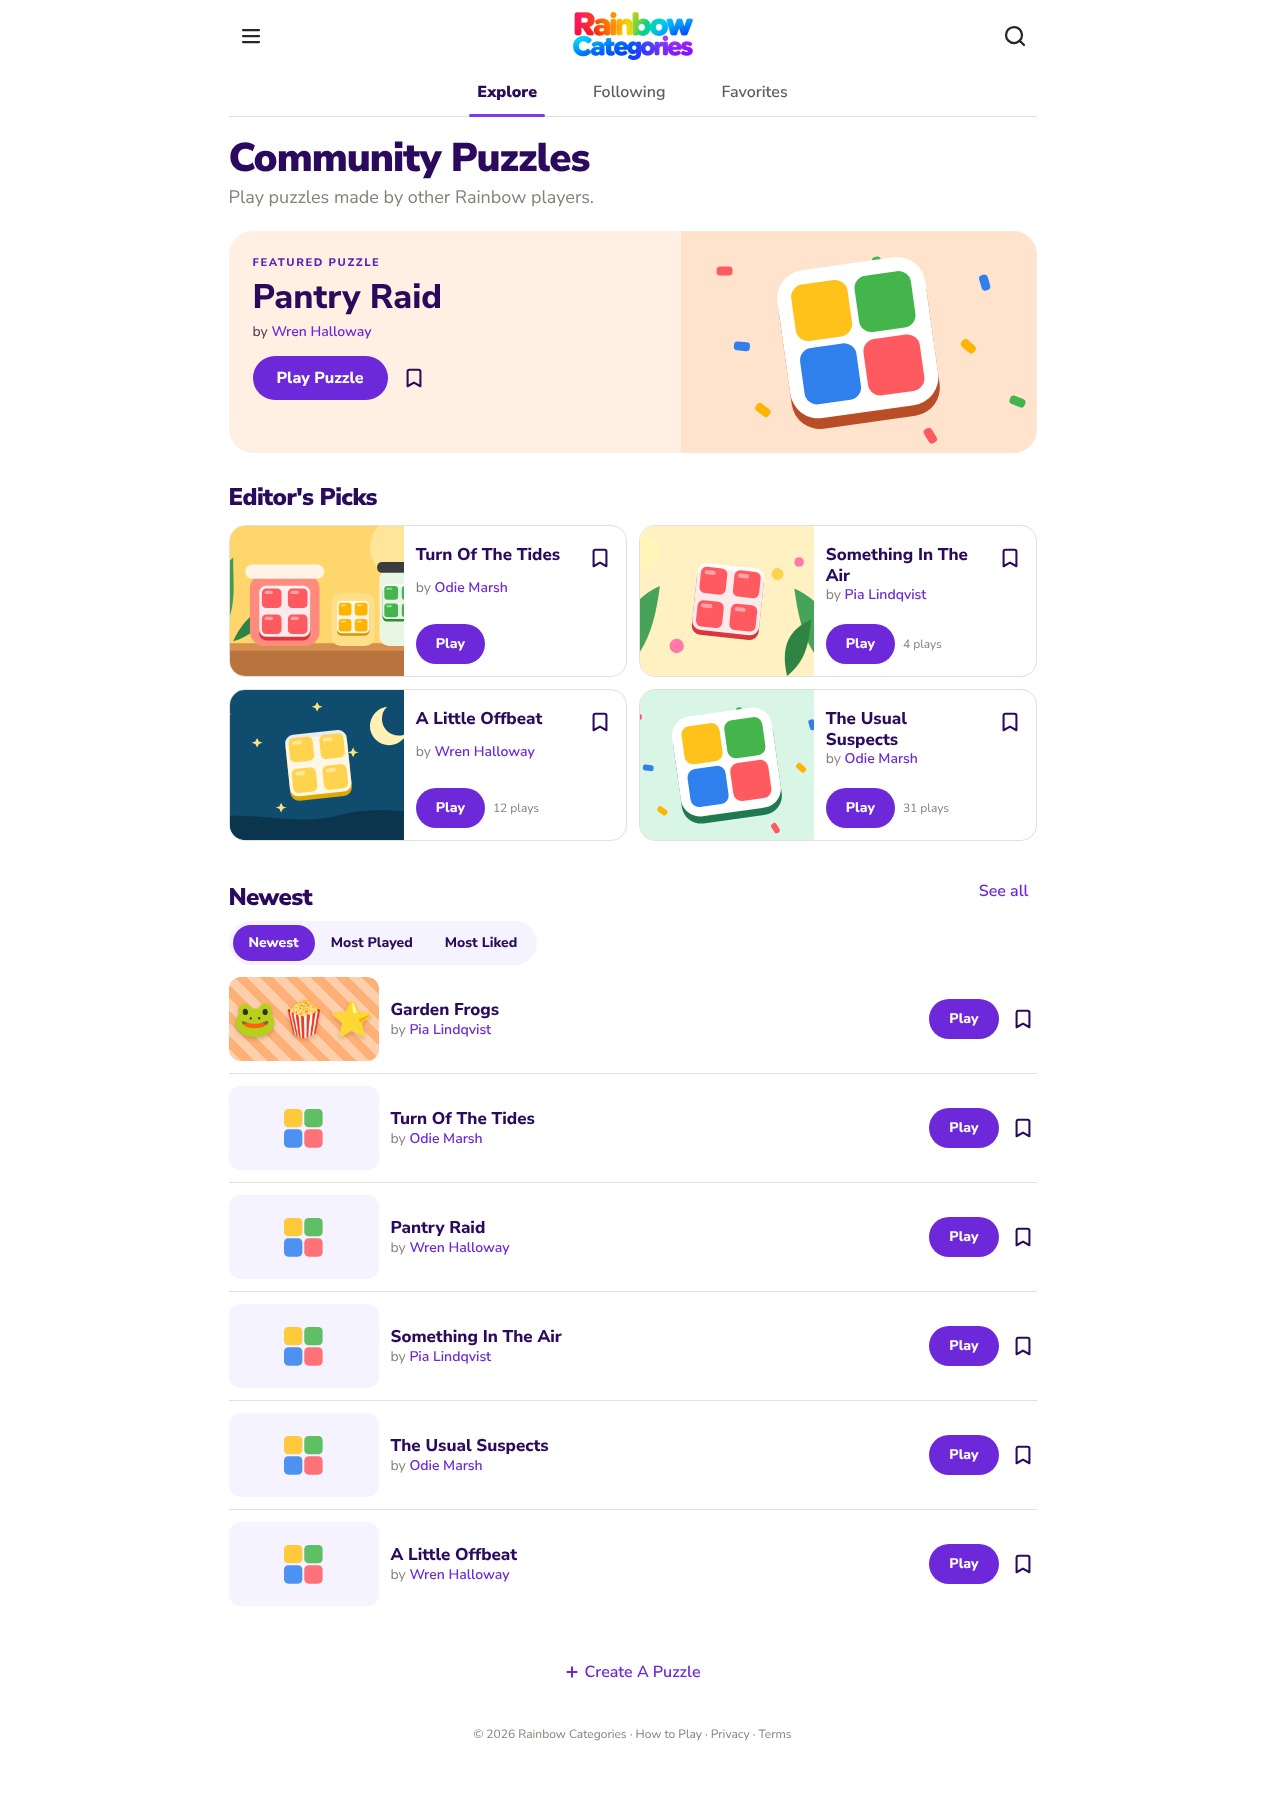 Rainbow
Categories
Explore
Following
Favorites
Community Puzzles
Play puzzles made by other Rainbow players.
FEATURED PUZZLE
Pantry Raid
by Wren Halloway
Play Puzzle
Editor's Picks
Turn Of The Tides
by Odie Marsh
Play
Something In The
Air
by Pia Lindqvist
Play
4 plays
A Little Offbeat
by Wren Halloway
Play
12 plays
The Usual
Suspects
by Odie Marsh
Play
31 plays
Newest
See all
Newest
Most Played
Most Liked
Garden Frogs
by Pia Lindqvist
Play
Turn Of The Tides
by Odie Marsh
Play
Pantry Raid
by Wren Halloway
Play
Something In The Air
by Pia Lindqvist
Play
The Usual Suspects
by Odie Marsh
Play
A Little Offbeat
by Wren Halloway
Play
+ Create A Puzzle
© 2026 Rainbow Categories · How to Play · Privacy · Terms